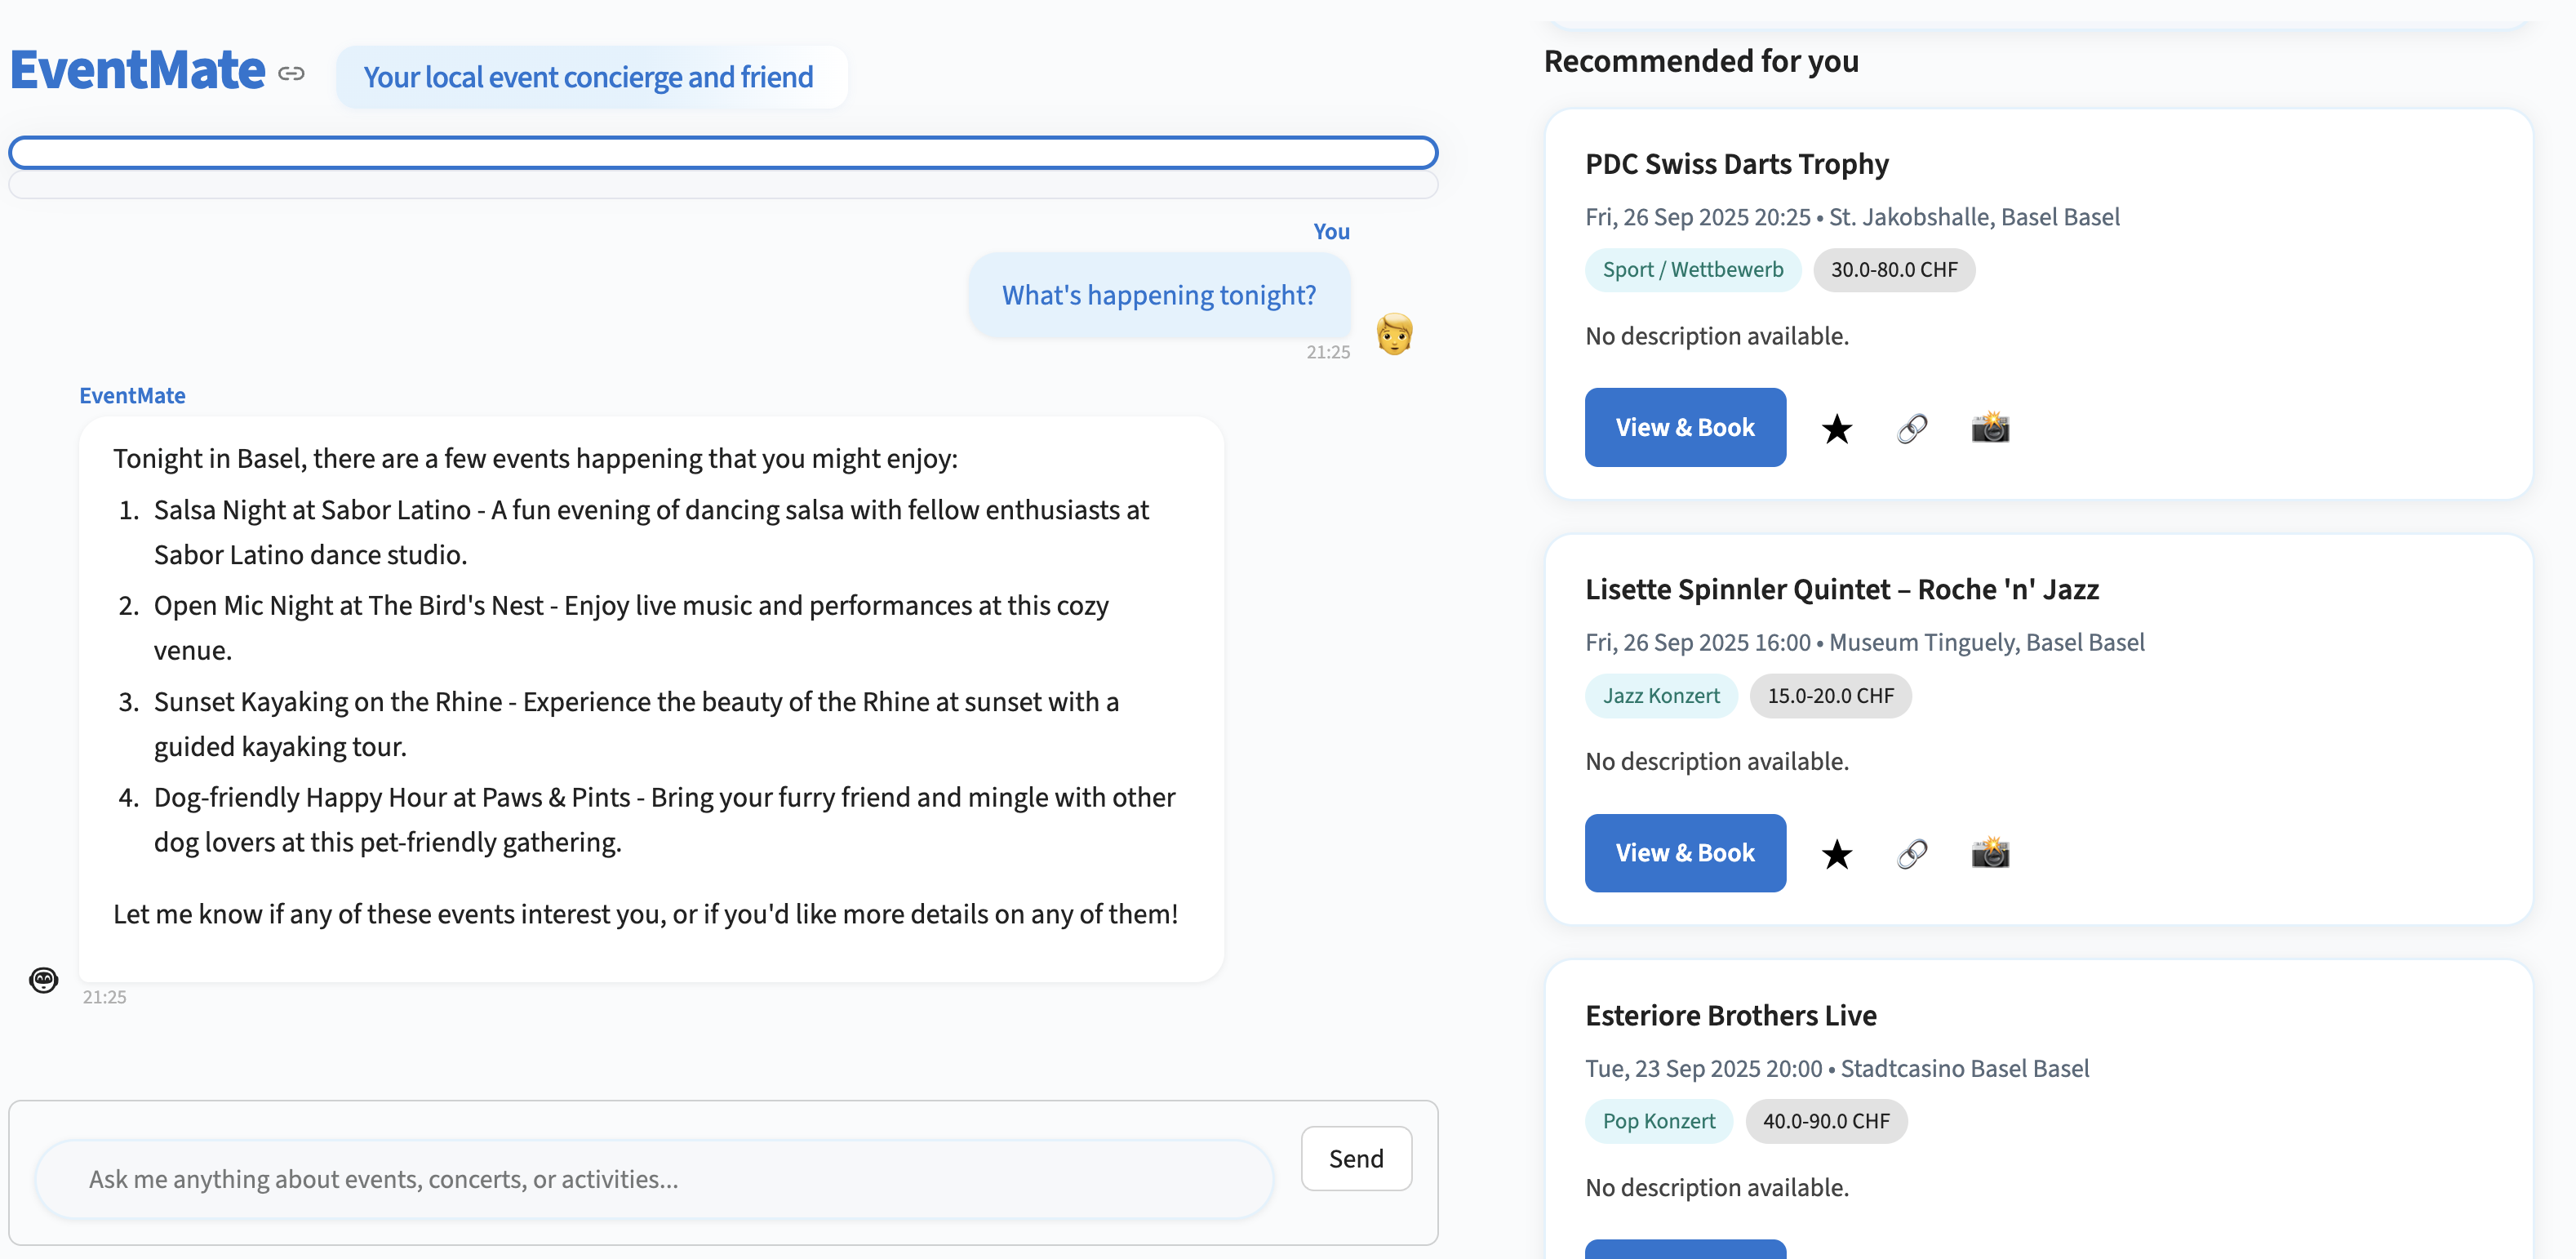 EventMate
Your local event concierge and friend
You
What's happening tonight?
21:25
EventMate
Tonight in Basel, there are a few events happening that you might enjoy:
1. Salsa Night at Sabor Latino - A fun evening of dancing salsa with fellow enthusiasts at
Sabor Latino dance studio.
2. Open Mic Night at The Bird's Nest - Enjoy live music and performances at this cozy
venue.
3. Sunset Kayaking on the Rhine - Experience the beauty of the Rhine at sunset with a
guided kayaking tour.
4. Dog-friendly Happy Hour at Paws & Pints - Bring your furry friend and mingle with other
dog lovers at this pet-friendly gathering.
Let me know if any of these events interest you, or if you'd like more details on any of them!
21:25
Ask me anything about events, concerts, or activities...
Send
Recommended for you
PDC Swiss Darts Trophy
Fri, 26 Sep 2025 20:25 • St. Jakobshalle, Basel Basel
Sport / Wettbewerb 30.0-80.0 CHF
No description available.
View & Book
Lisette Spinnler Quintet – Roche 'n' Jazz
Fri, 26 Sep 2025 16:00 • Museum Tinguely, Basel Basel
Jazz Konzert 15.0-20.0 CHF
No description available.
View & Book
Esteriore Brothers Live
Tue, 23 Sep 2025 20:00 • Stadtcasino Basel Basel
Pop Konzert 40.0-90.0 CHF
No description available.